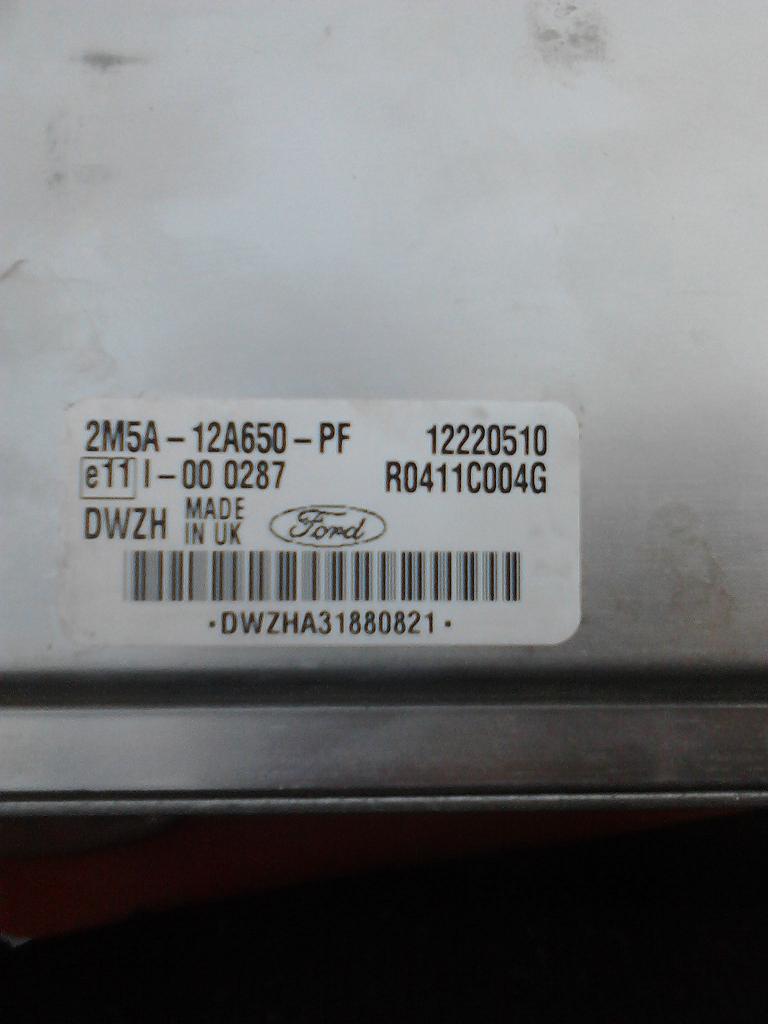 2M5A-12A650-PF 12220510
e11 I-00 0287 R0411C004G
DWZH MADE IN UK Ford
·DWZHA31880821·